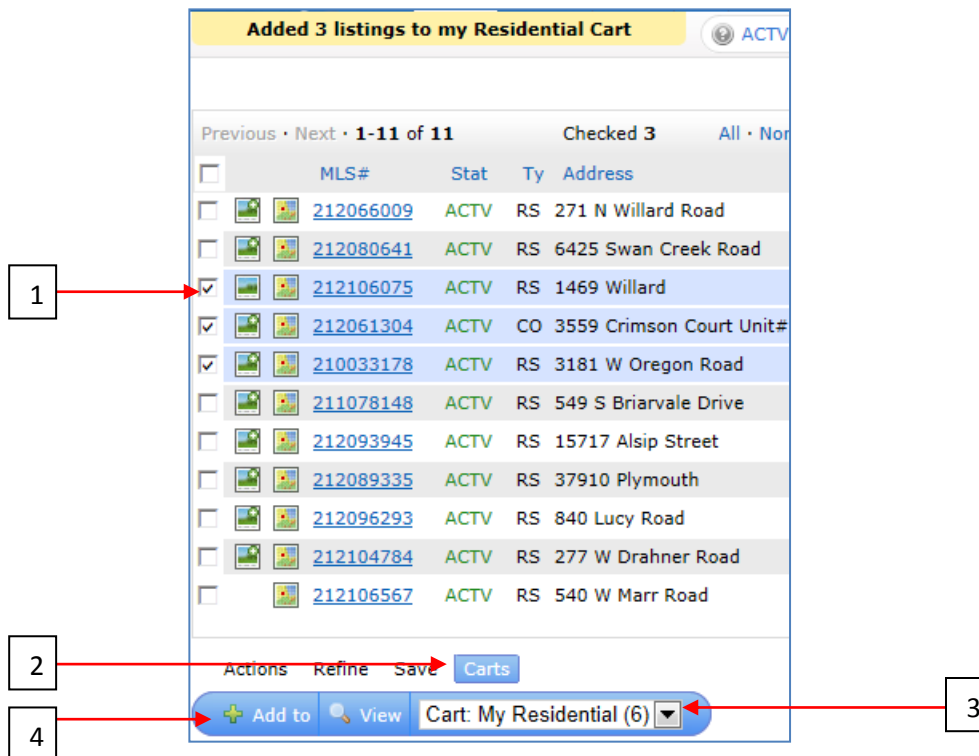 Added 3 listings to my Residential Cart ACTV
Previous · Next · 1-11 of 11 Checked 3 All · Nor
MLS# Stat Ty Address
212066009 ACTV RS 271 N Willard Road
212080641 ACTV RS 6425 Swan Creek Road
1 212106075 ACTV RS 1469 Willard
212061304 ACTV CO 3559 Crimson Court Unit#
210033178 ACTV RS 3181 W Oregon Road
211078148 ACTV RS 549 S Briarvale Drive
212093945 ACTV RS 15717 Alsip Street
212089335 ACTV RS 37910 Plymouth
212096293 ACTV RS 840 Lucy Road
212104784 ACTV RS 277 W Drahner Road
212106567 ACTV RS 540 W Marr Road
2 Actions Refine Save Carts
4 Add to View Cart: My Residential (6) 3